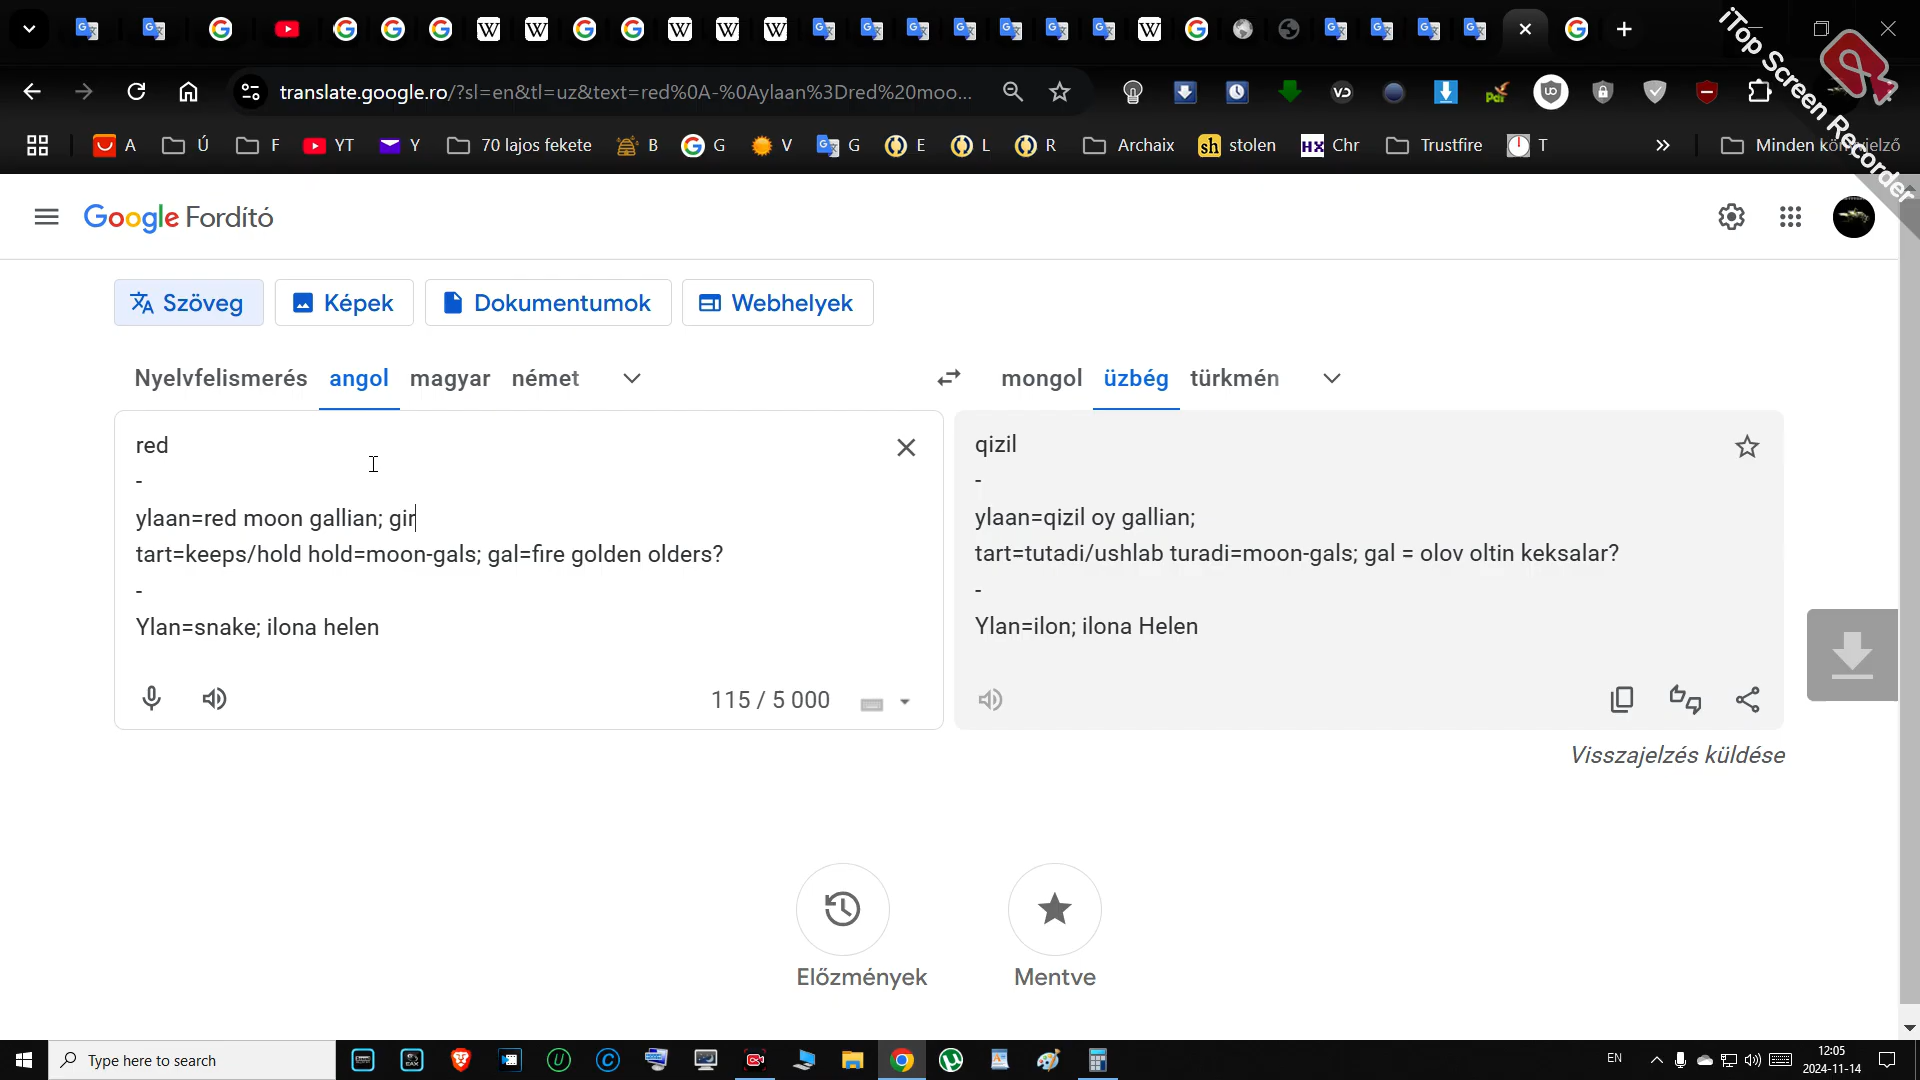 translate.google.ro/?sl=en&tl=uz&text=red%0A-%0Aylaan%3Dred%20moo...
A Ú F YT Y 70 lajos fekete B G V G E L R Archaix stolen Chr Trustfire T » Minden könyvjelző
iTop Screen Recorder
Google Fordító
Szöveg Képek Dokumentumok Webhelyek
Nyelvfelismerés angol magyar német
mongol üzbég türkmén
red
-
ylaan=red moon gallian; gir
tart=keeps/hold hold=moon-gals; gal=fire golden olders?
-
Ylan=snake; ilona helen
115 / 5 000
qizil
-
ylaan=qizil oy gallian;
tart=tutadi/ushlab turadi=moon-gals; gal = olov oltin keksalar?
-
Ylan=ilon; ilona Helen
Visszajelzés küldése
Előzmények Mentve
Type here to search
EN
12:05
2024-11-14